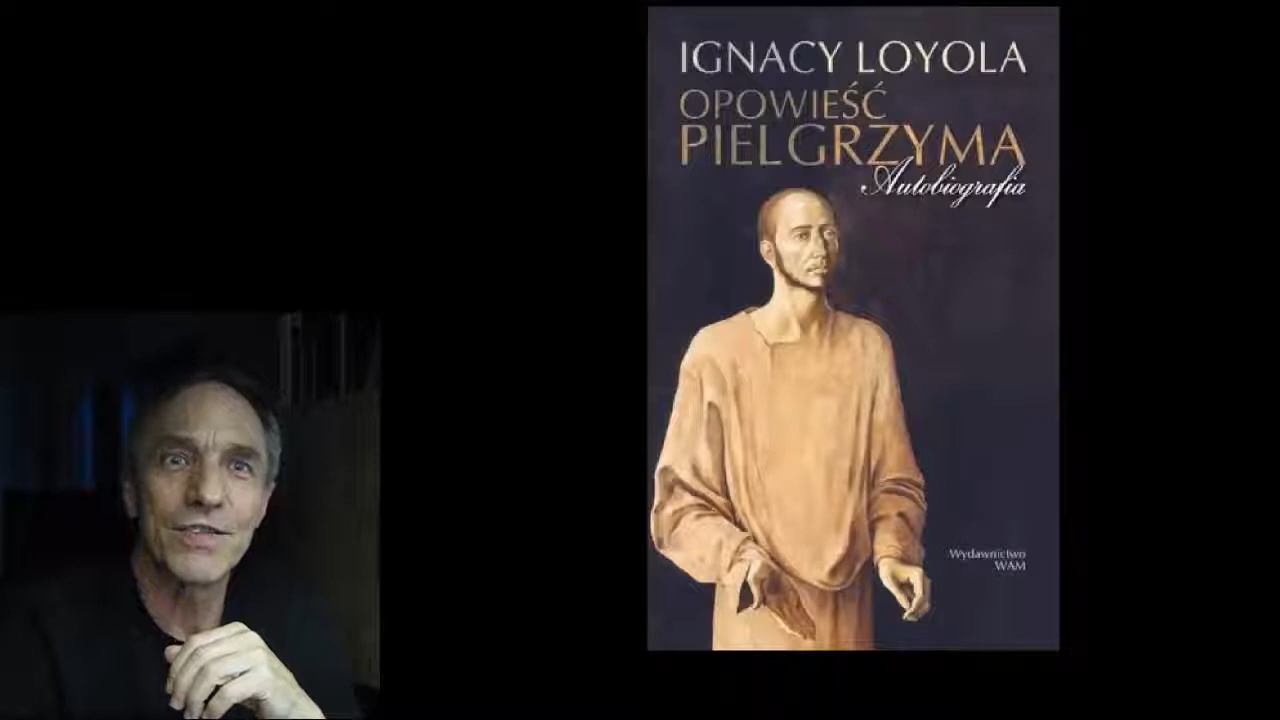 IGNACY LOYOLA
OPOWIEŚĆ
PIELGRZYMA
Autobiografia
Wydawnictwo
WAM